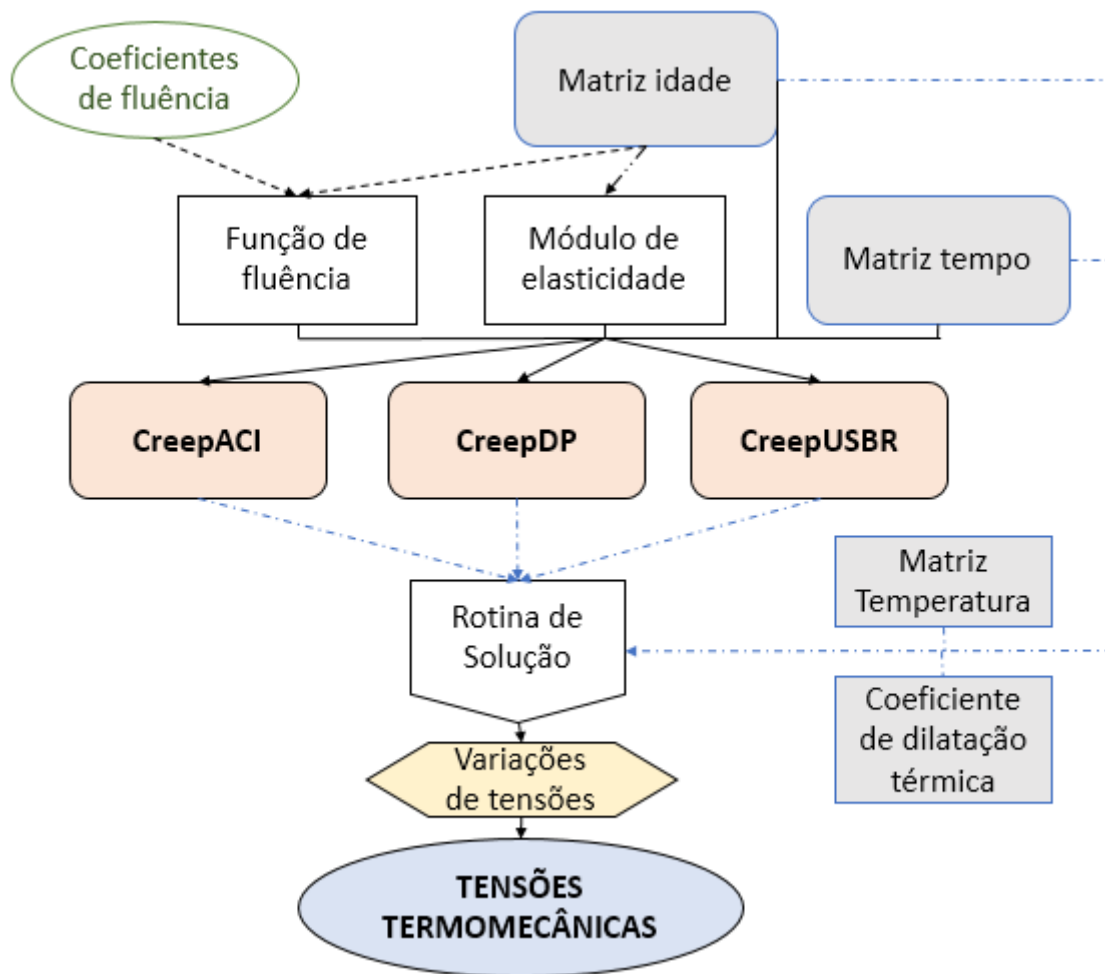 Coeficientes
de fluência
Matriz idade
Função de
fluência
Módulo de
elasticidade
Matriz tempo
CreepACI
CreepDP
CreepUSBR
Matriz
Temperatura
Rotina de
Solução
Coeficiente
de dilatação
térmica
Variações
de tensões
TENSÕES
TERMOMECÂNICAS